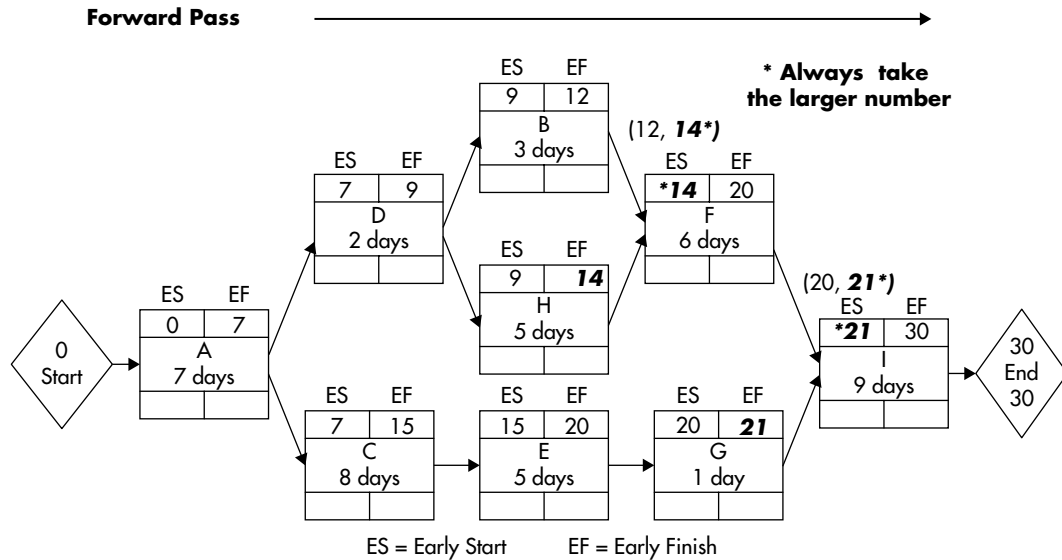 Forward Pass
* Always take
the larger number
ES EF
9 12
B
3 days
(12, 14*)
ES EF
7 9
D
2 days
ES EF
*14 20
F
6 days
ES EF
9 14
H
5 days
(20, 21*)
ES EF
*21 30
I
9 days
0
Start
ES EF
0 7
A
7 days
30
End
30
ES EF
7 15
C
8 days
15 20
E
5 days
ES EF
20 21
G
1 day
ES = Early Start EF = Early Finish